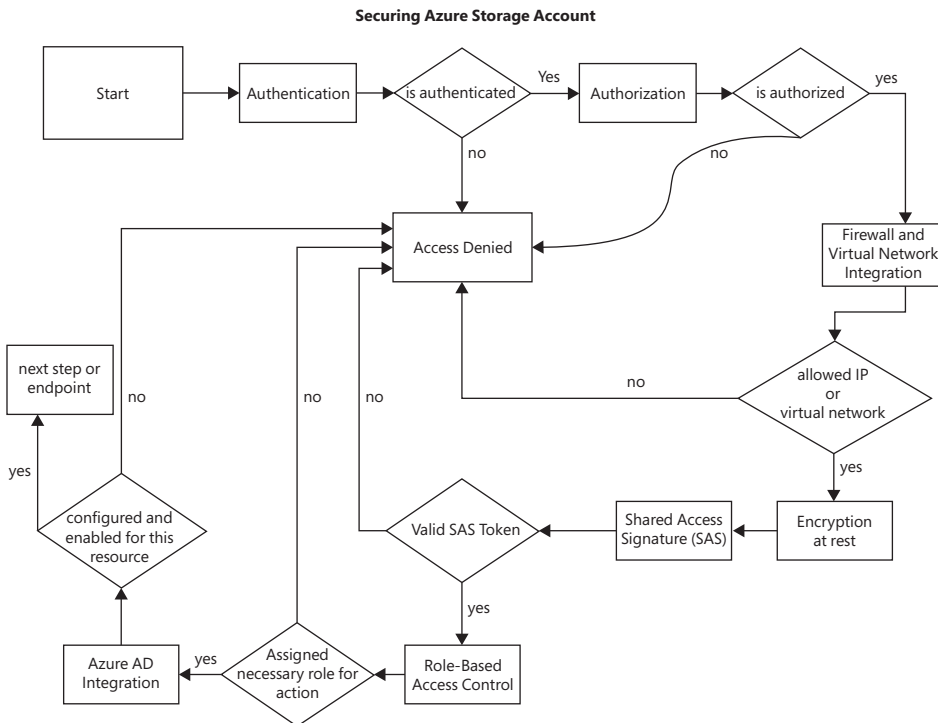 Securing Azure Storage Account
Start
Authentication
is authenticated
Yes
Authorization
is authorized
yes
no
no
Access Denied
Firewall and
Virtual Network
Integration
next step or
endpoint
no
no
no
no
allowed IP
or
virtual network
yes
yes
configured and
enabled for this
resource
Valid SAS Token
Shared Access
Signature (SAS)
Encryption
at rest
yes
Azure AD
Integration
yes
Assigned
necessary role for
action
Role-Based
Access Control